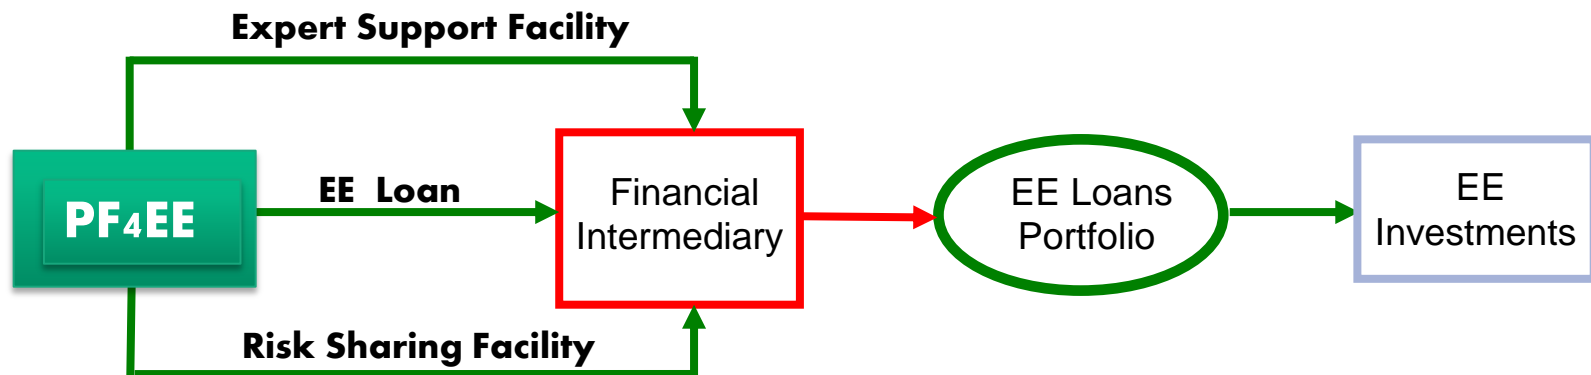 Expert Support Facility
PF4EE
EE Loan
Financial
Intermediary
EE Loans
Portfolio
EE
Investments
Risk Sharing Facility